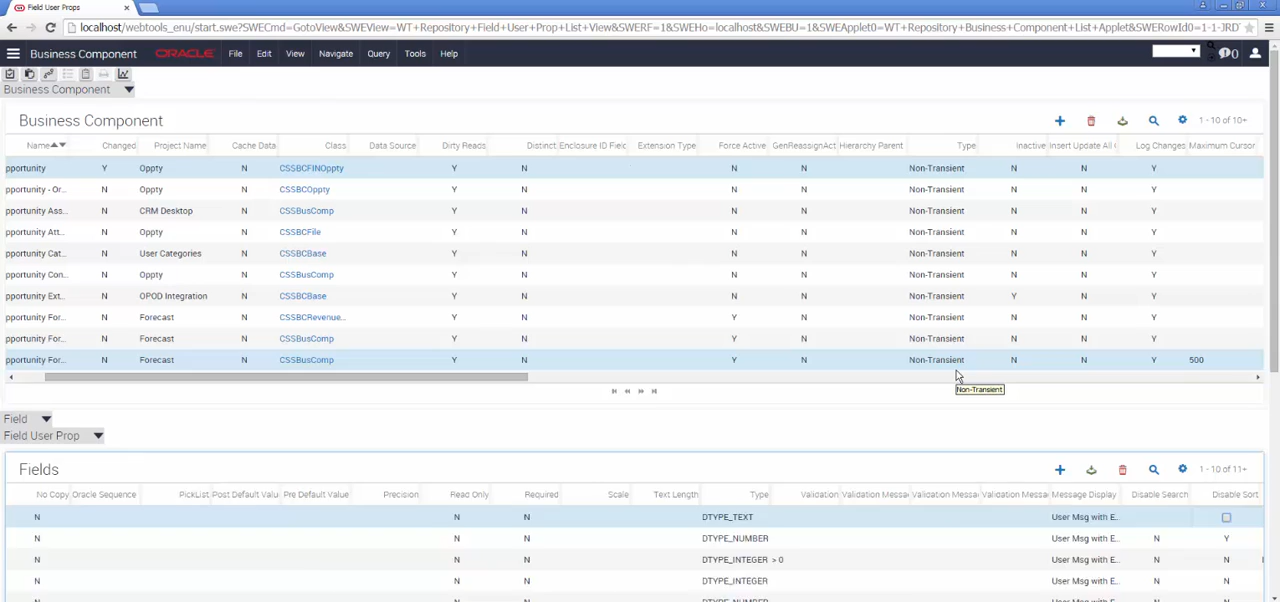 Field User Props
localhost/webtools_enu/start.swe?SWECmd=GotoView&SWEView=WT+Repository+Field+User+Prop+List+View&SWERF=1&SWEHo=localhost&SWEBU=1&SWEApplet0=WT+Repository+Business+Component+List+Applet&SWERowId0=1-1-JRD
Business Component ORACLE File Edit View Navigate Query Tools Help 0
Business Component
Business Component 1 - 10 of 10+
Name Changed Project Name Cache Data Class Data Source Dirty Reads Distinct Enclosure ID Field Extension Type Force Active GenReassignAct Hierarchy Parent Type Inactive Insert Update All Log Changes Maximum Cursor
pportunity Y Oppty N CSSBCFINOppty Y N N N Non-Transient N N Y
pportunity - Or... N Oppty N CSSBCOppty Y N N N Non-Transient N N Y
pportunity Ass... N CRM Desktop N CSSBusComp Y N N N Non-Transient N N Y
pportunity Att... N Oppty N CSSBCFile Y N N N Non-Transient N N Y
pportunity Cat... N User Categories N CSSBCBase Y N N N Non-Transient N N Y
pportunity Con... N Oppty N CSSBusComp Y N N N Non-Transient N N Y
pportunity Ext... N OPOD Integration N CSSBCBase Y N N N Non-Transient Y N Y
pportunity For... N Forecast N CSSBCRevenue... Y N Y N Non-Transient N N Y
pportunity For... N Forecast N CSSBusComp Y N Y N Non-Transient N N Y
pportunity For... N Forecast N CSSBusComp Y N Y N Non-Transient N N Y 500
Non-Transient
Field
Field User Prop
Fields 1 - 10 of 11+
No Copy Oracle Sequence PickList Post Default Valu Pre Default Value Precision Read Only Required Scale Text Length Type Validation Validation Messa Validation Messa Validation Messa Message Display Disable Search Disable Sort
N N N DTYPE_TEXT User Msg with E...
N N N DTYPE_NUMBER User Msg with E... N Y
N N N DTYPE_INTEGER > 0 User Msg with E... N N
N N N DTYPE_INTEGER User Msg with E... N N
N N N DTYPE_NUMBER User Msg with E... N N